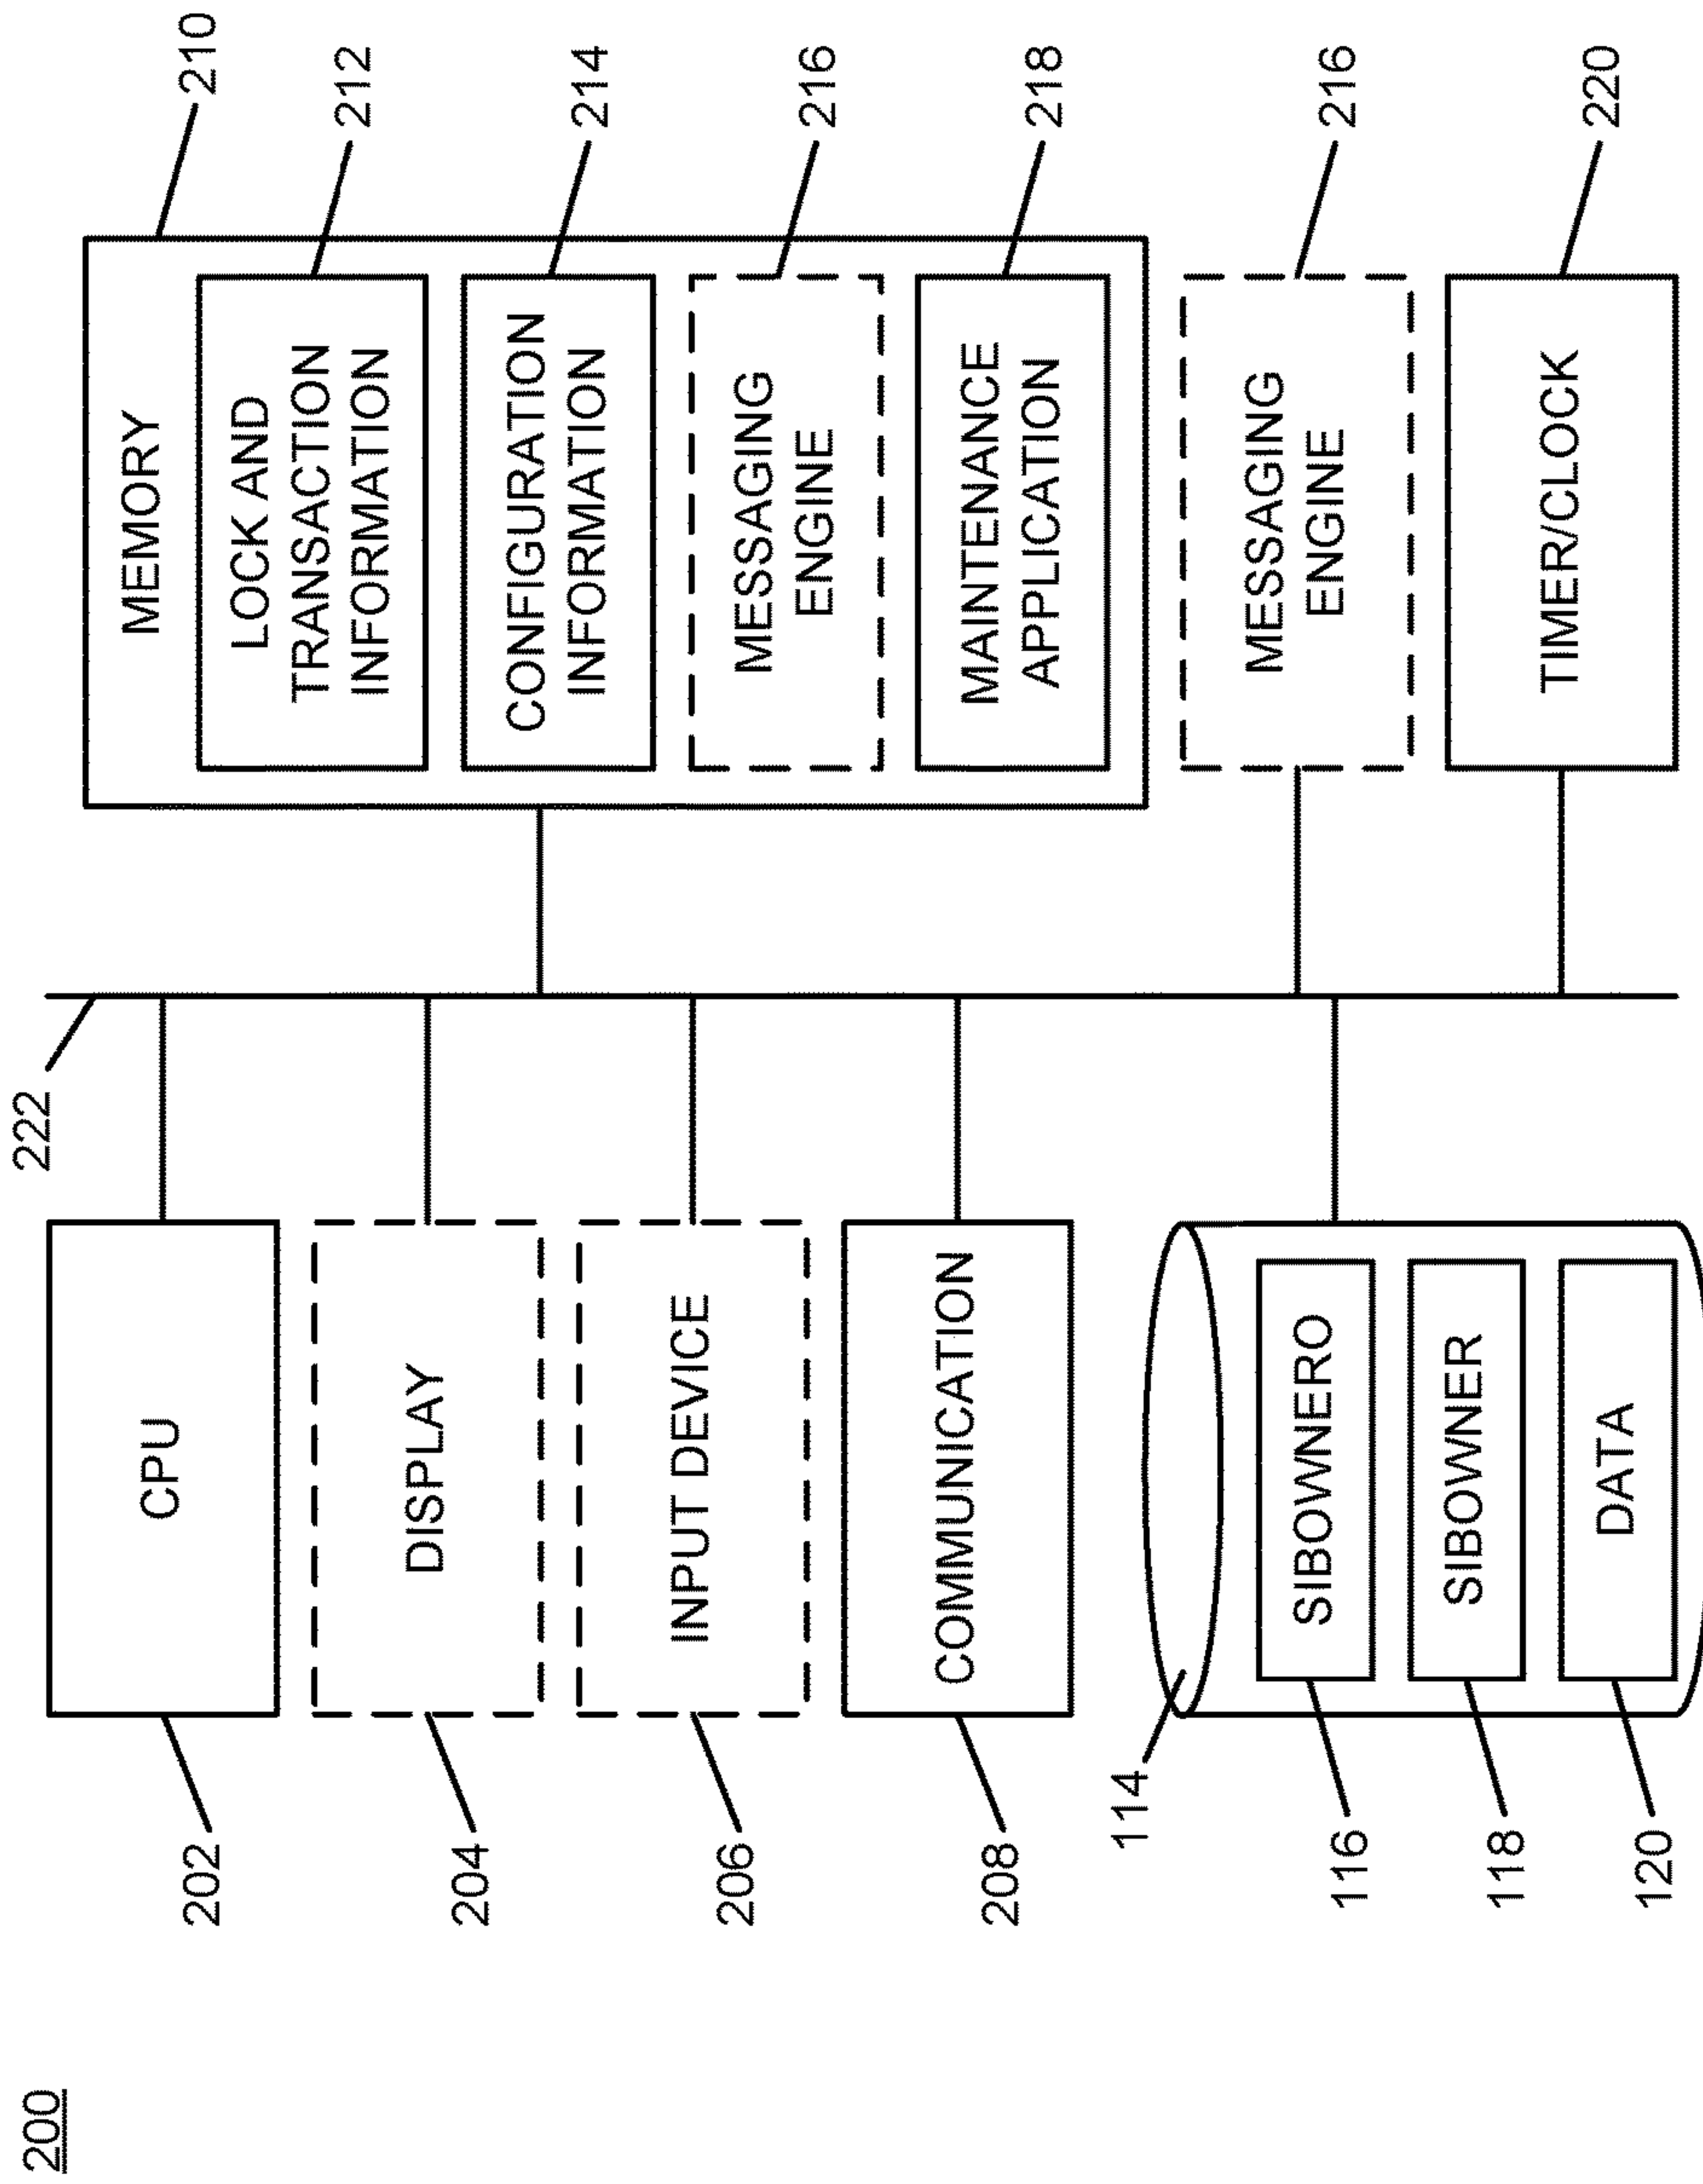 200
222
CPU
202
DISPLAY
204
INPUT DEVICE
206
COMMUNICATION
208
114
SIBOWNERO
116
SIBOWNER
118
DATA
120
MEMORY
210
LOCK AND
TRANSACTION
INFORMATION
212
CONFIGURATION
INFORMATION
214
MESSAGING
ENGINE
216
MAINTENANCE
APPLICATION
218
MESSAGING
ENGINE
216
TIMER/CLOCK
220